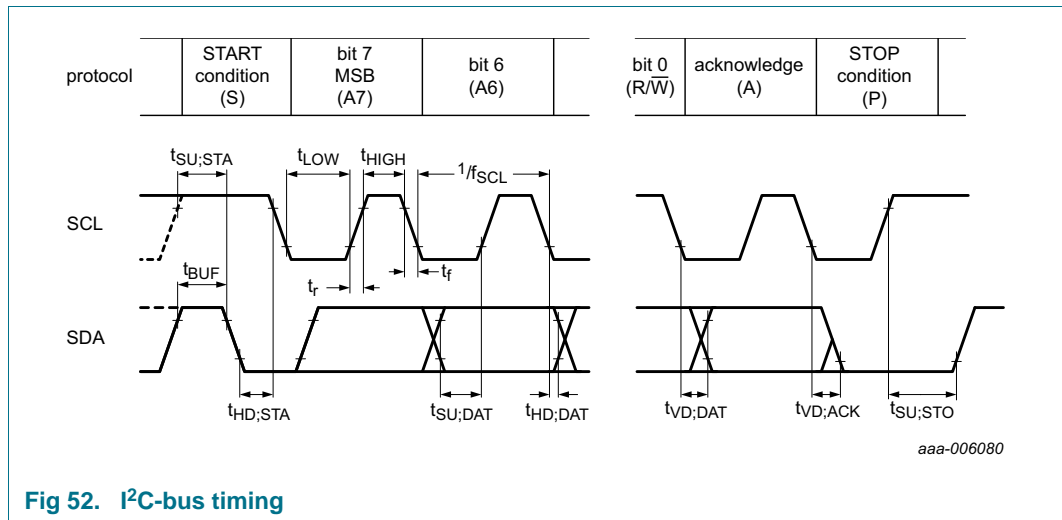 protocol
START
condition
(S)
bit 7
MSB
(A7)
bit 6
(A6)
bit 0
(R/W̅)
acknowledge
(A)
STOP
condition
(P)
tSU;STA
tLOW
tHIGH
1/fSCL
SCL
tBUF
tr
tf
SDA
tHD;STA
tSU;DAT
tHD;DAT
tVD;DAT
tVD;ACK
tSU;STO
aaa-006080
Fig 52. I²C-bus timing